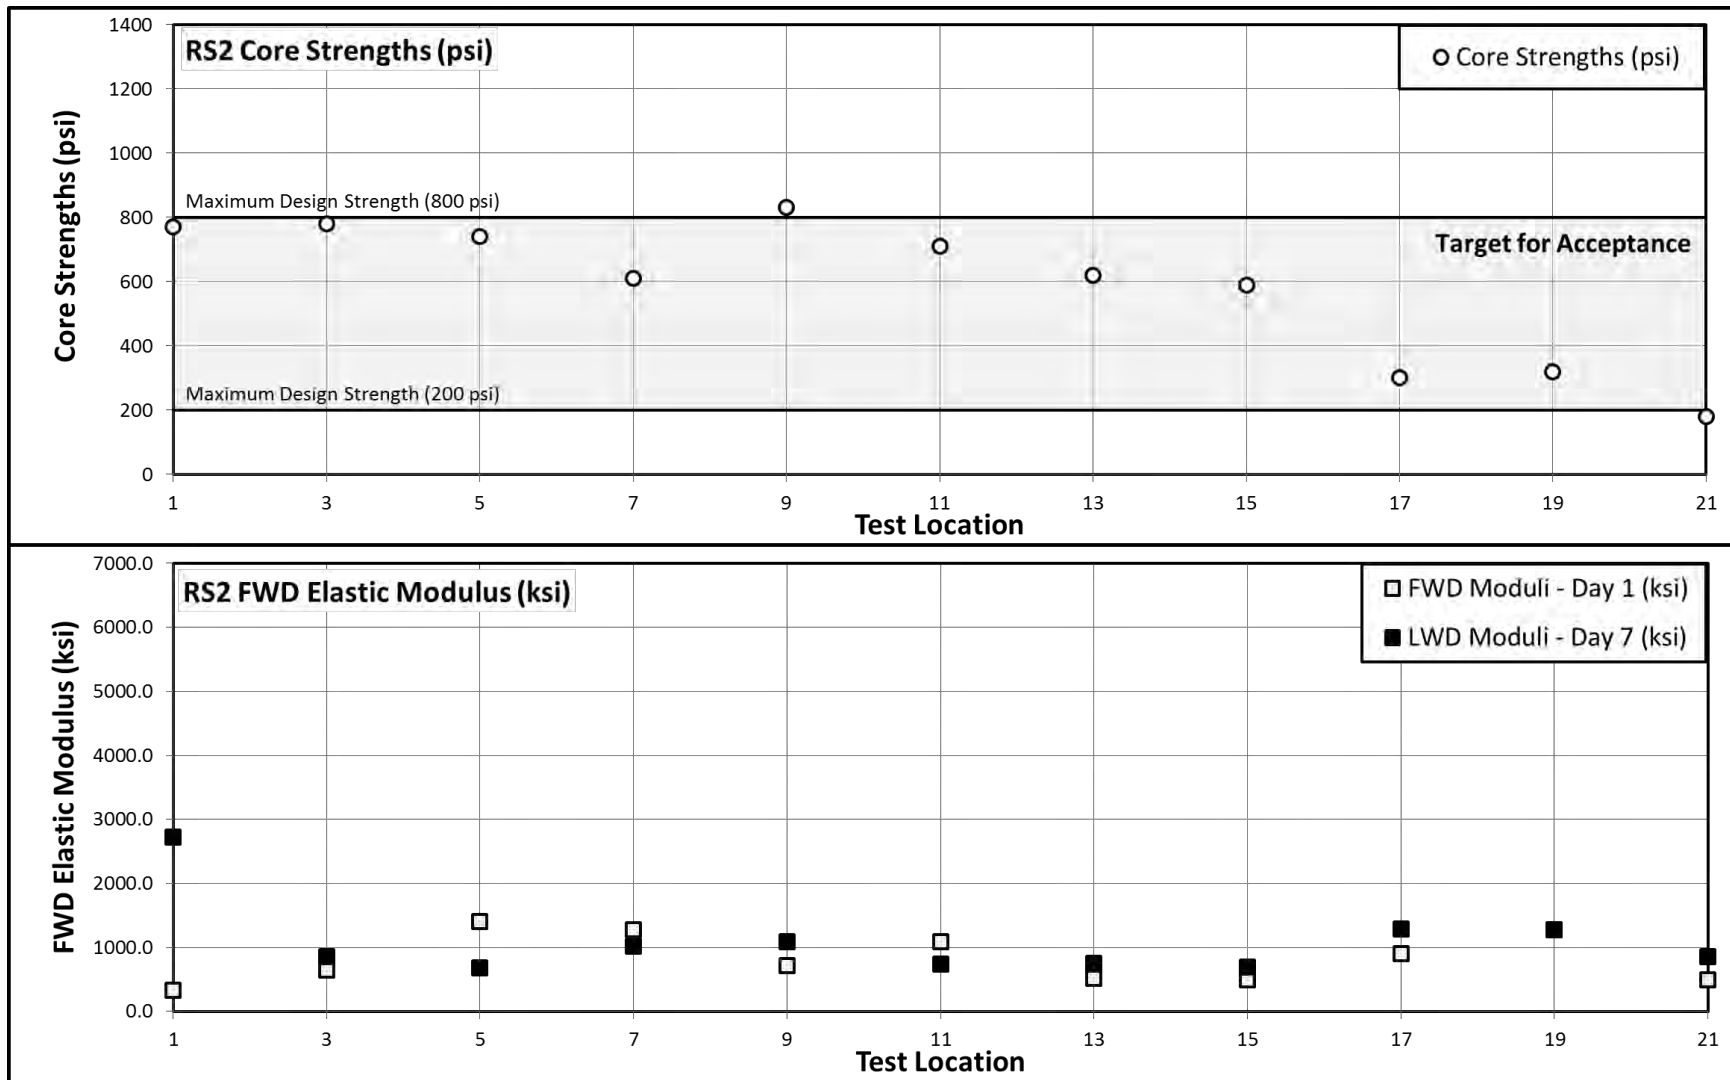 RS2 Core Strengths (psi)
Core Strengths (psi)
1400
1200
1000
800
600
400
200
0
Core Strengths (psi)
Maximum Design Strength (800 psi)
Target for Acceptance
Maximum Design Strength (200 psi)
1 3 5 7 9 11 13 15 17 19 21
Test Location
RS2 FWD Elastic Modulus (ksi)
FWD Moduli - Day 1 (ksi)
LWD Moduli - Day 7 (ksi)
7000.0
6000.0
5000.0
4000.0
3000.0
2000.0
1000.0
0.0
FWD Elastic Modulus (ksi)
1 3 5 7 9 11 13 15 17 19 21
Test Location